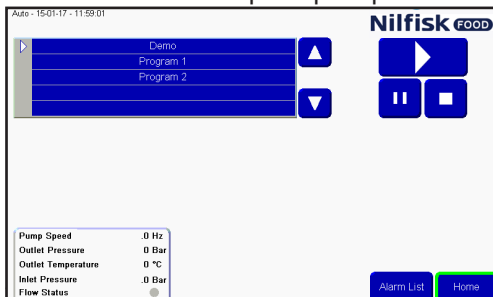 Auto - 15-01-17 - 11:59:01
Nilfisk FOOD
Demo
Program 1
Program 2
Pump Speed .0 Hz
Outlet Pressure 0 Bar
Outlet Temperature 0 °C
Inlet Pressure .0 Bar
Flow Status
Alarm List Home